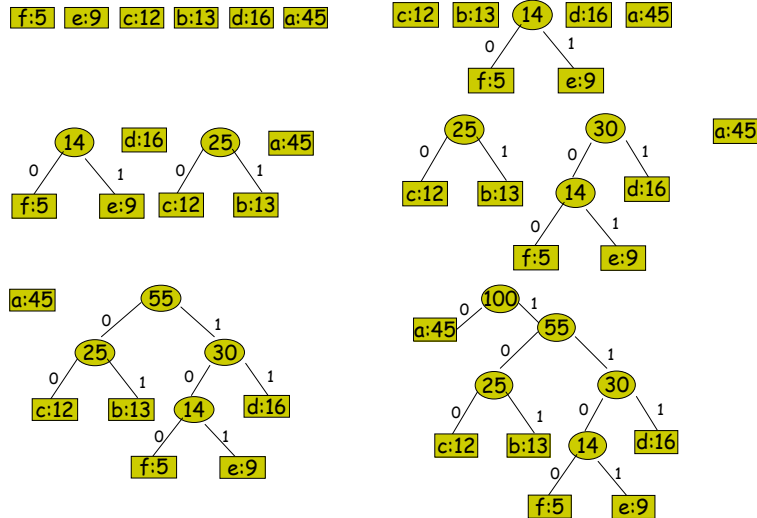 f:5 e:9 c:12 b:13 d:16 a:45
c:12 b:13 14 d:16 a:45
0 1
f:5 e:9
14 d:16 25 a:45
0 1 0 1
f:5 e:9 c:12 b:13
25 30 a:45
0 1 0 1
c:12 b:13 14 d:16
0 1
f:5 e:9
a:45 55
0 1
25 30
0 1 0 1
c:12 b:13 14 d:16
0 1
f:5 e:9
100
0 1
a:45 55
0 1
25 30
0 1 0 1
c:12 b:13 14 d:16
0 1
f:5 e:9